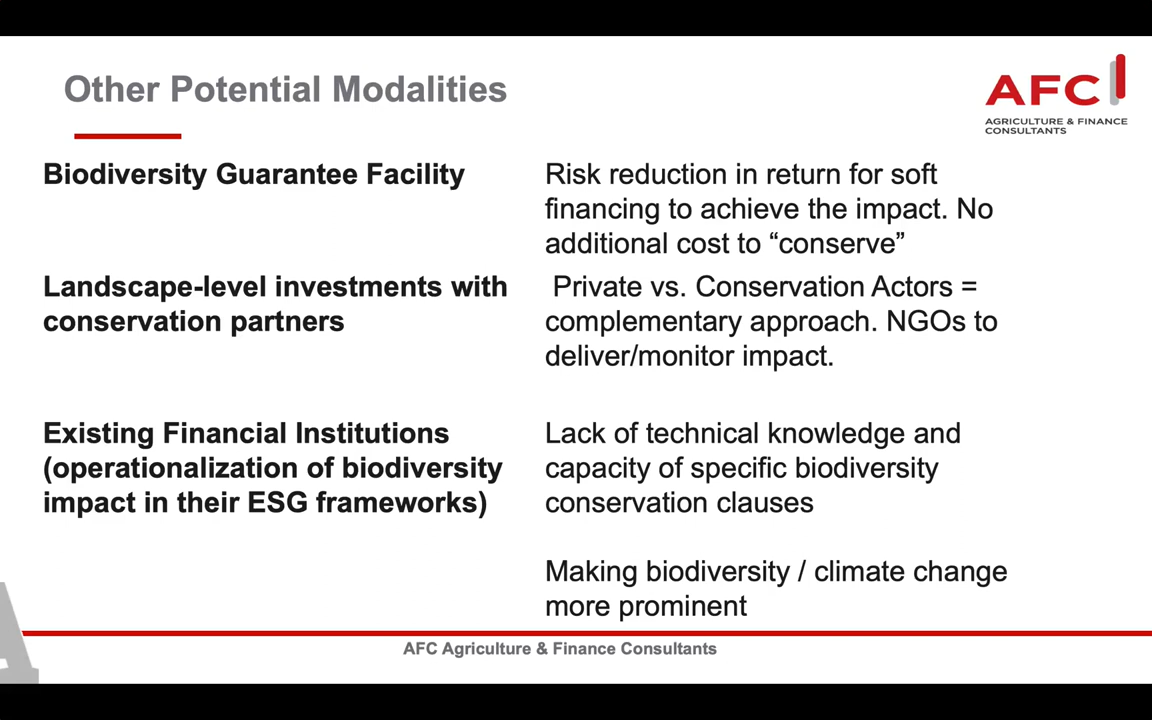 Other Potential Modalities
AFC
AGRICULTURE & FINANCE
CONSULTANTS
Biodiversity Guarantee Facility
Risk reduction in return for soft
financing to achieve the impact. No
additional cost to “conserve”
Landscape-level investments with
conservation partners
Private vs. Conservation Actors =
complementary approach. NGOs to
deliver/monitor impact.
Existing Financial Institutions
(operationalization of biodiversity
impact in their ESG frameworks)
Lack of technical knowledge and
capacity of specific biodiversity
conservation clauses
Making biodiversity / climate change
more prominent
AFC Agriculture & Finance Consultants